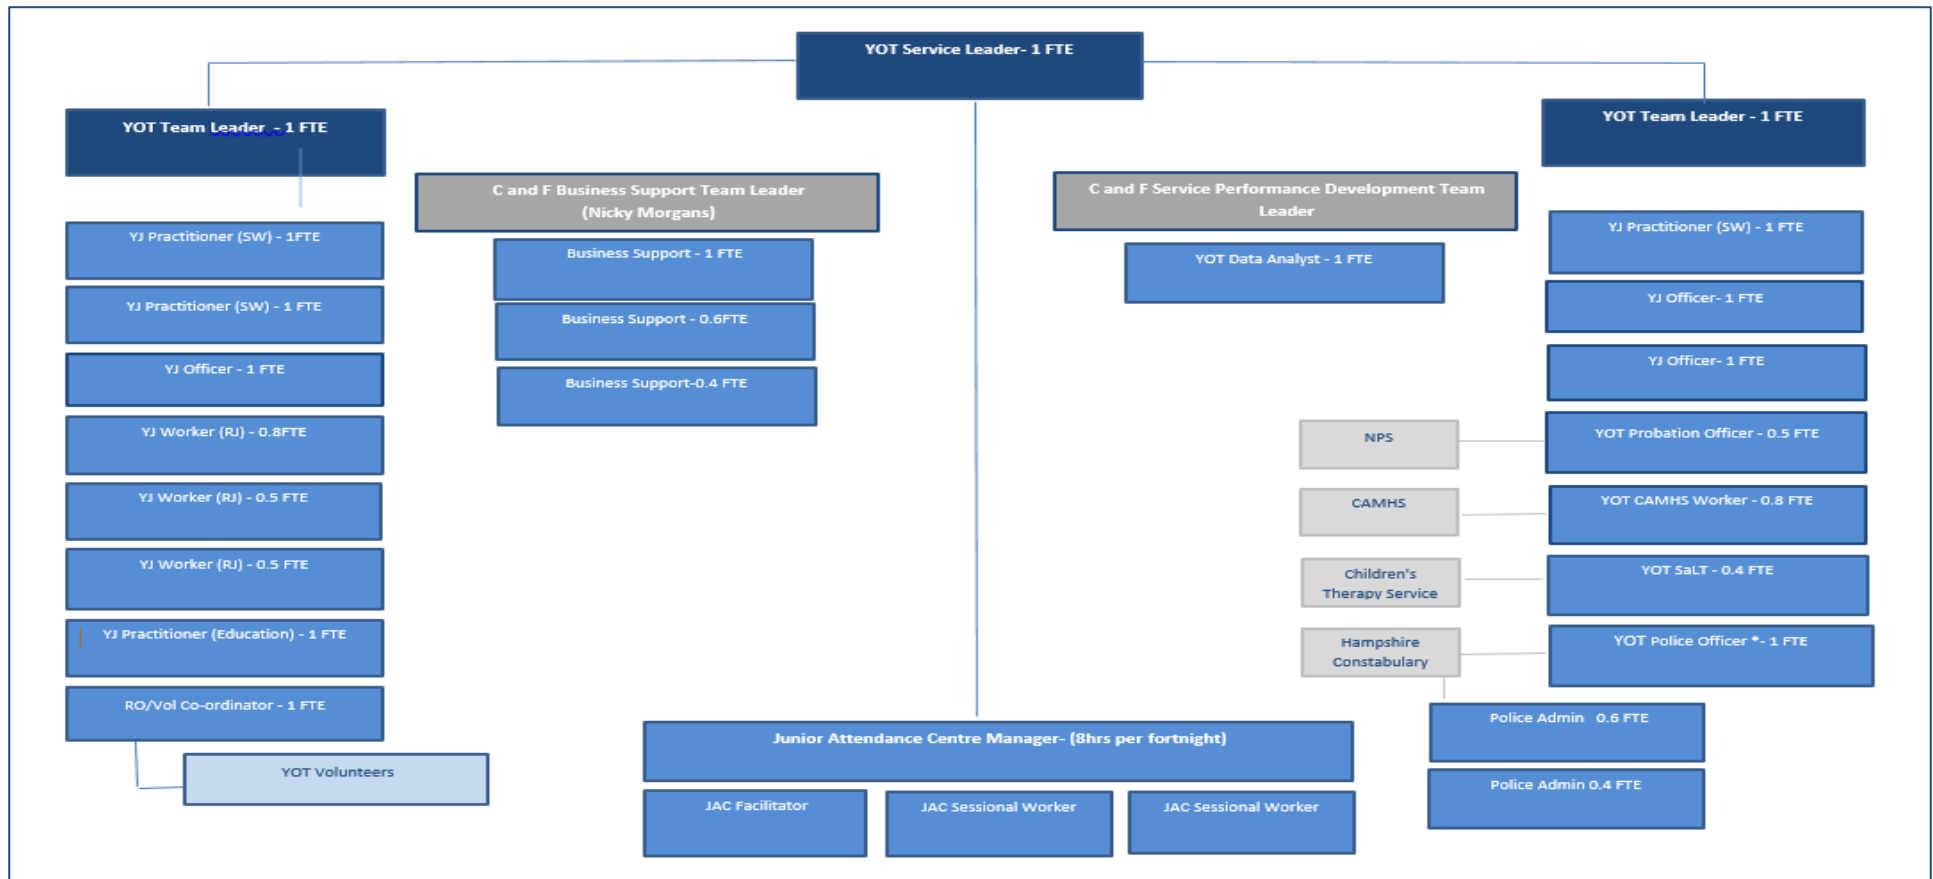 YOT Service Leader- 1 FTE
YOT Team Leader - 1 FTE
YJ Practitioner (SW) - 1FTE
YJ Practitioner (SW) - 1 FTE
YJ Officer - 1 FTE
YJ Worker (RJ) - 0.8FTE
YJ Worker (RJ) - 0.5 FTE
YJ Worker (RJ) - 0.5 FTE
YJ Practitioner (Education) - 1 FTE
RO/Vol Co-ordinator - 1 FTE
YOT Volunteers
C and F Business Support Team Leader
(Nicky Morgans)
Business Support - 1 FTE
Business Support - 0.6FTE
Business Support-0.4 FTE
C and F Service Performance Development Team
Leader
YOT Data Analyst - 1 FTE
YOT Team Leader - 1 FTE
YJ Practitioner (SW) - 1 FTE
YJ Officer- 1 FTE
YJ Officer- 1 FTE
NPS
YOT Probation Officer - 0.5 FTE
CAMHS
YOT CAMHS Worker - 0.8 FTE
Children's
Therapy Service
YOT SaLT - 0.4 FTE
Hampshire
Constabulary
YOT Police Officer *- 1 FTE
Police Admin 0.6 FTE
Police Admin 0.4 FTE
Junior Attendance Centre Manager- (8hrs per fortnight)
JAC Facilitator
JAC Sessional Worker
JAC Sessional Worker